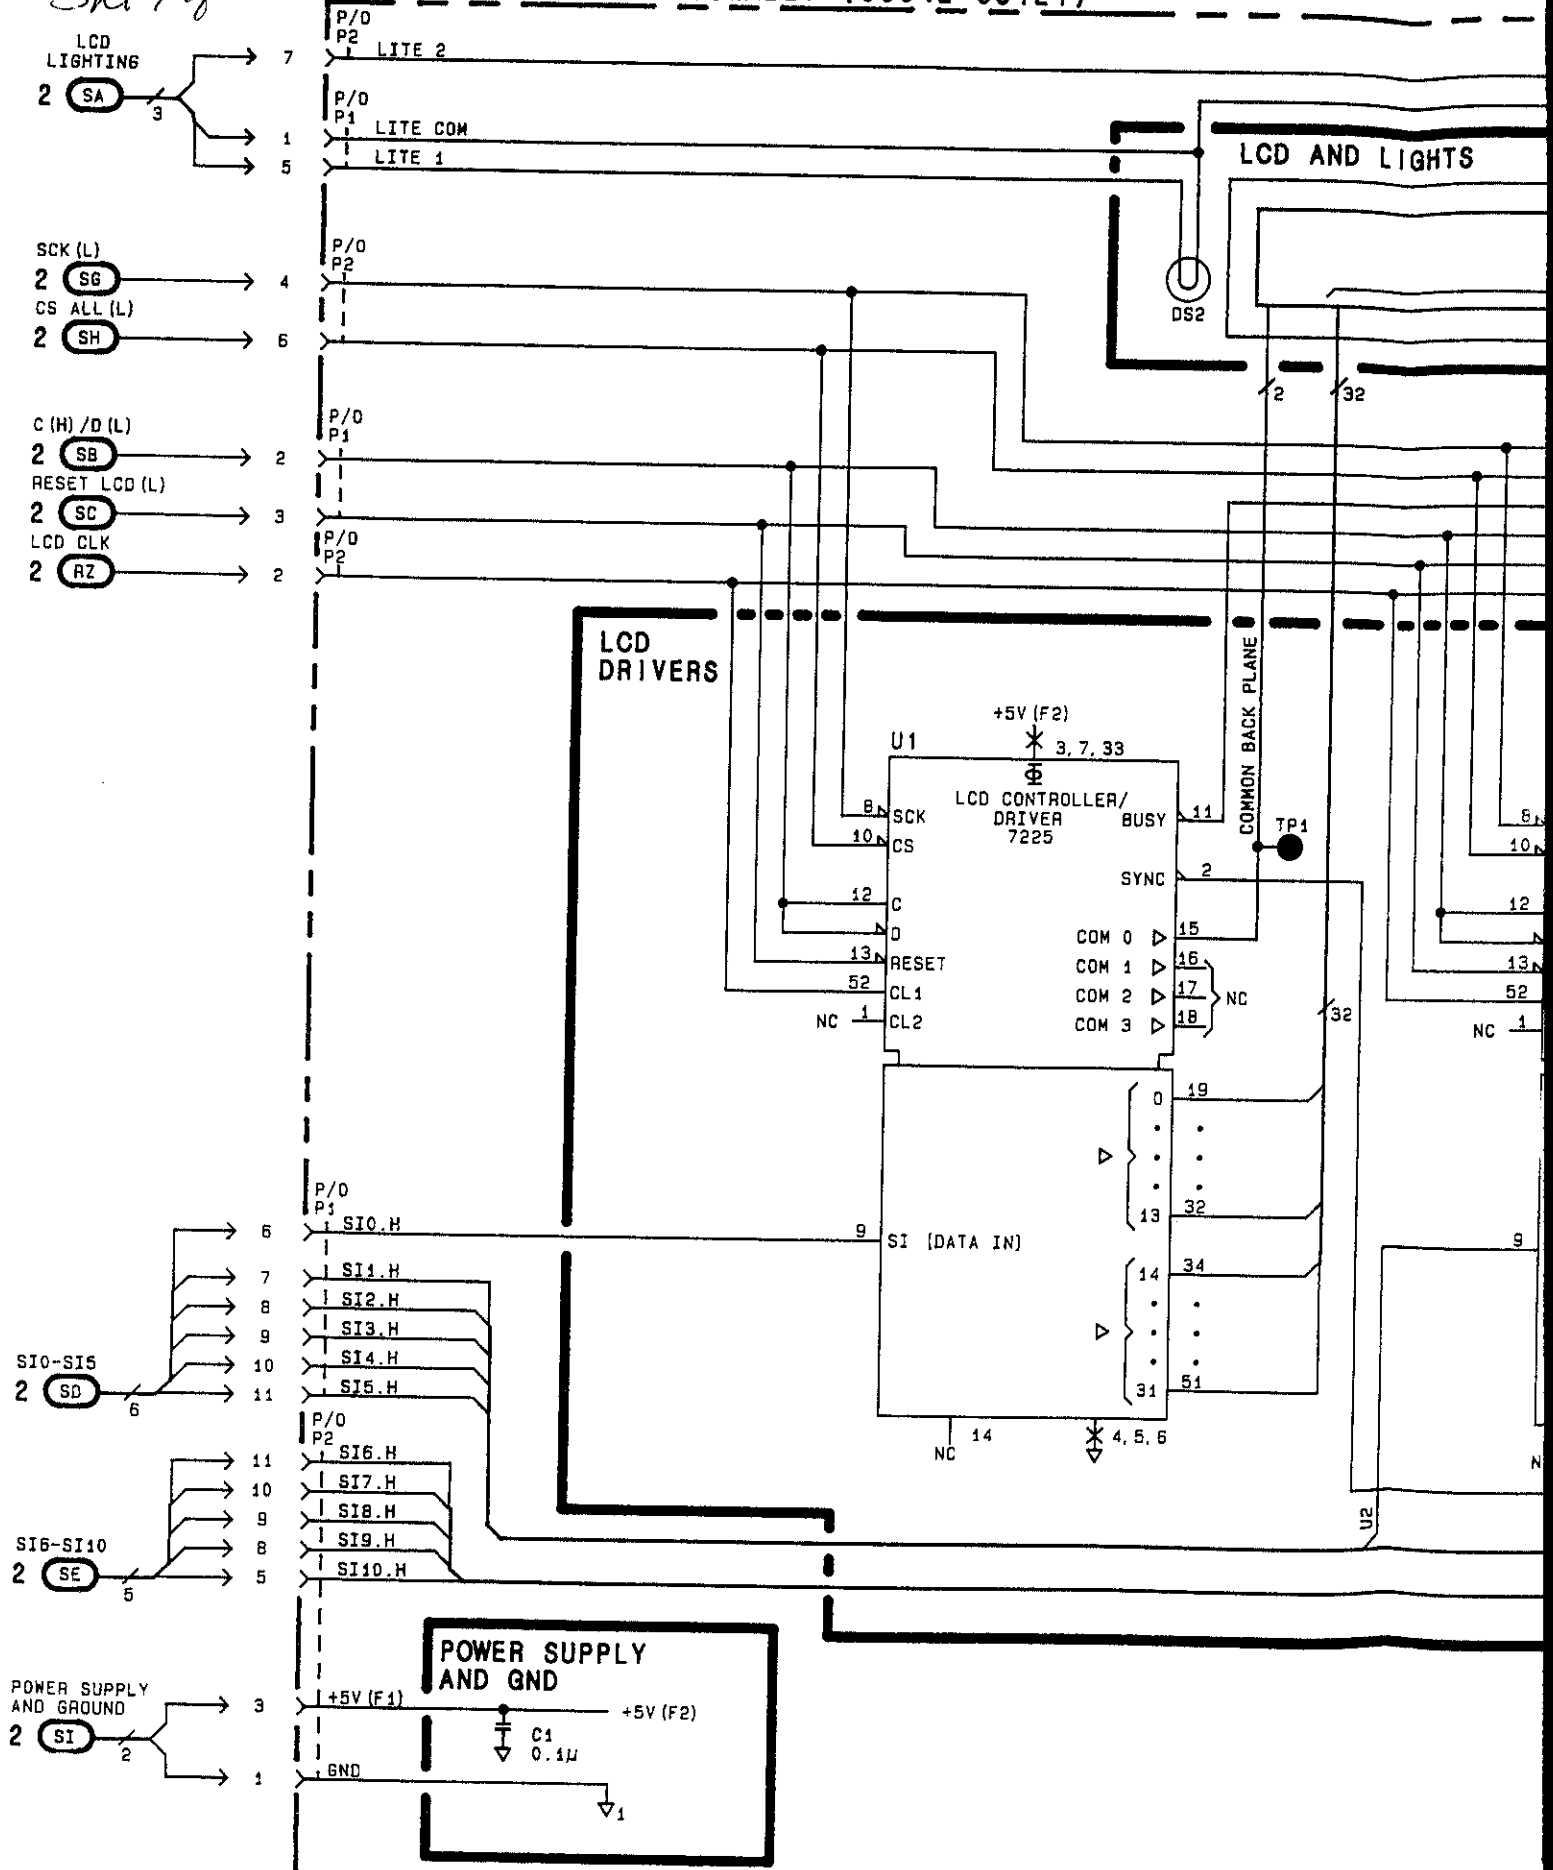 P/O
P2
LCD
LIGHTING
7
LITE 2
2
SA
3
P/O
P1
1
LITE COM
5
LITE 1
LCD AND LIGHTS
DS2
SCK(L)
2
SG
4
P/O
P2
CS ALL(L)
2
SH
6
2
32
C(H)/D(L)
2
SB
2
P/O
P1
RESET LCD(L)
2
SC
3
LCD CLK
2
RZ
2
P/O
P2
LCD
DRIVERS
COMMON BACK PLANE
+5V(F2)
U1
3,7,33
LCD CONTROLLER/
DRIVER
7225
8
SCK
BUSY
11
10
CS
TP1
SYNC
2
12
C
D
COM 0
15
13
RESET
COM 1
16
52
CL1
COM 2
17
NC
NC
1
CL2
COM 3
18
32
8
10
12
13
52
NC
1
0
19
13
32
P/O
P1
6
SI0.H
9
SI (DATA IN)
9
7
SI1.H
14
34
8
SI2.H
9
SI3.H
SI0-SI5
2
SD
6
10
SI4.H
11
SI5.H
31
51
P/O
P2
NC
14
4,5,6
N
SI6-SI10
2
SE
5
11
SI6.H
10
SI7.H
9
SI8.H
8
SI9.H
5
SI10.H
U2
POWER SUPPLY
AND GND
POWER SUPPLY
AND GROUND
2
SI
2
3
+5V(F1)
+5V(F2)
C1
0.1µ
1
GND
1